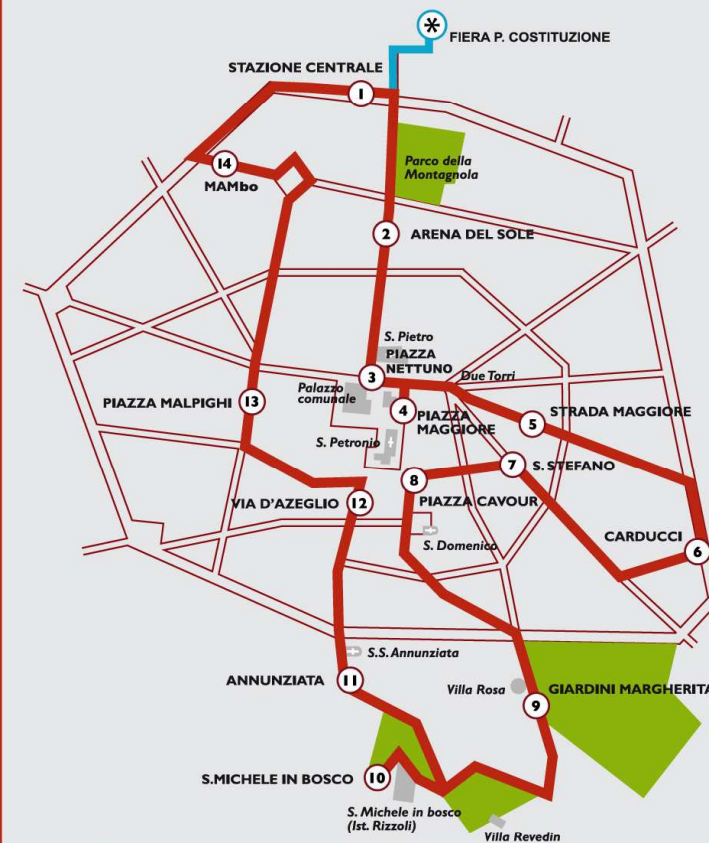 *
FIERA P. COSTITUZIONE
STAZIONE CENTRALE
1
14
MAMbo
Parco della
Montagnola
2
ARENA DEL SOLE
S. Pietro
PIAZZA
NETTUNO
3
Due Torri
Palazzo
comunale
PIAZZA MALPIGHI
13
4
PIAZZA
MAGGIORE
5
STRADA MAGGIORE
S. Petronio
7
S. STEFANO
8
PIAZZA CAVOUR
VIA D'AZEGLIO
12
S. Domenico
CARDUCCI
6
S.S. Annunziata
ANNUNZIATA
11
Villa Rosa
9
GIARDINI MARGHERITA
S.MICHELE IN BOSCO
10
S. Michele in bosco
(Ist. Rizzoli)
Villa Revedin